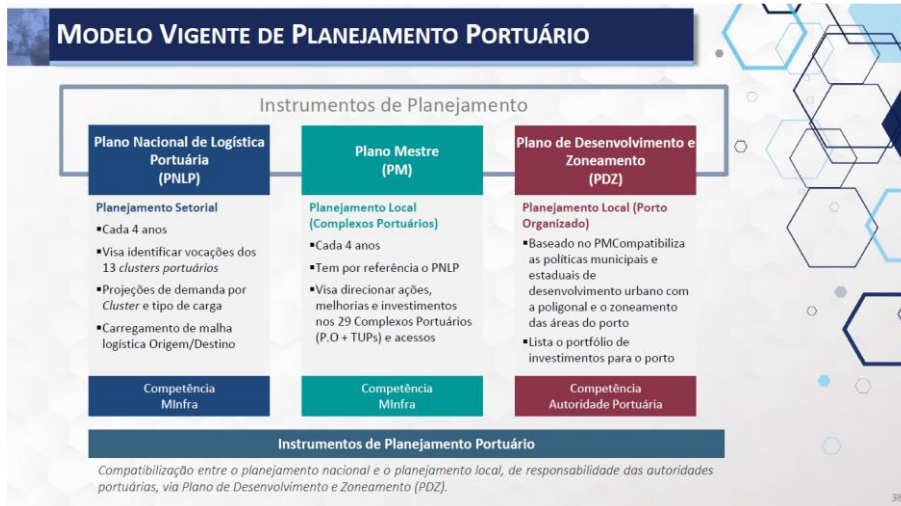 MODELO VIGENTE DE PLANEJAMENTO PORTUÁRIO
Instrumentos de Planejamento
Plano Nacional de Logística
Portuária
(PNLP)
Planejamento Setorial
▪Cada 4 anos
▪Visa identificar vocações dos
13 clusters portuários
▪Projeções de demanda por
Cluster e tipo de carga
▪Carregamento de malha
logística Origem/Destino
Competência
MInfra
Plano Mestre
(PM)
Planejamento Local
(Complexos Portuários)
▪Cada 4 anos
▪Tem por referência o PNLP
▪Visa direcionar ações,
melhorias e investimentos
nos 29 Complexos Portuários
(P.O + TUPs) e acessos
Competência
MInfra
Plano de Desenvolvimento e
Zoneamento
(PDZ)
Planejamento Local (Porto
Organizado)
▪Baseado no PMCompatibiliza
as políticas municipais e
estaduais de
desenvolvimento urbano com
a poligonal e o zoneamento
das áreas do porto
▪Lista o portfólio de
investimentos para o porto
Competência
Autoridade Portuária
Instrumentos de Planejamento Portuário
Compatibilização entre o planejamento nacional e o planejamento local, de responsabilidade das autoridades
portuárias, via Plano de Desenvolvimento e Zoneamento (PDZ).
38